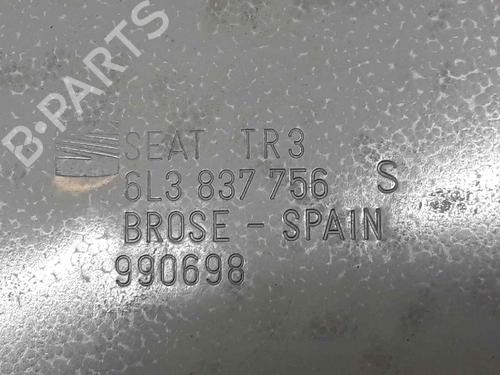 B-PARTS
SEAT TR3
6L3 837 756 S
BROSE - SPAIN
990698